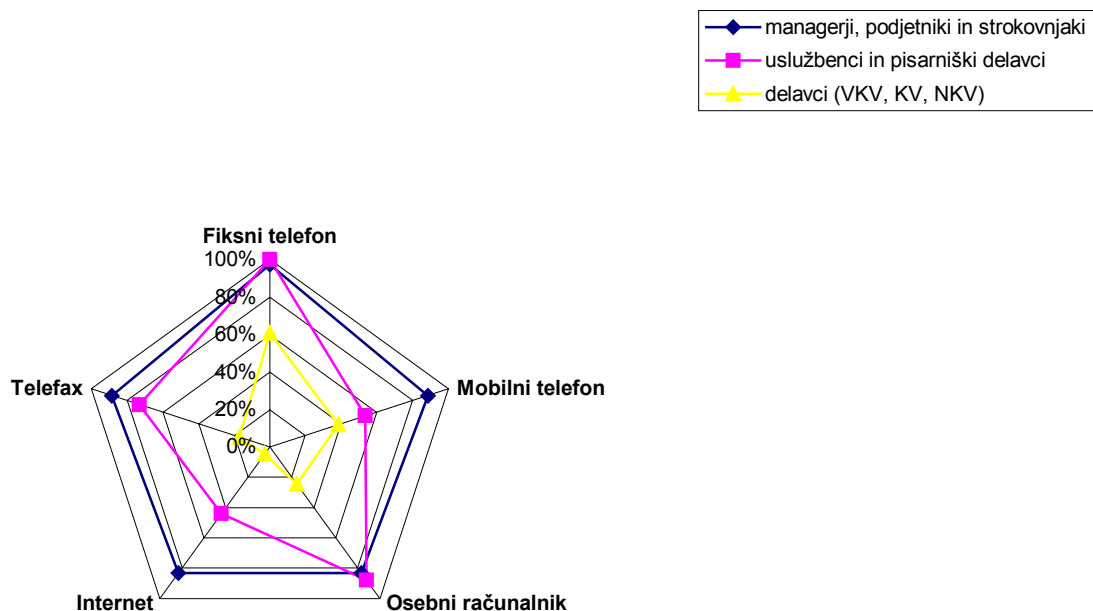 managerji, podjetniki in strokovnjaki
uslužbenci in pisarniški delavci
delavci (VKV, KV, NKV)
Fiksni telefon
100%
80%
60%
40%
20%
0%
Telefax
Mobilni telefon
Internet
Osebni računalnik